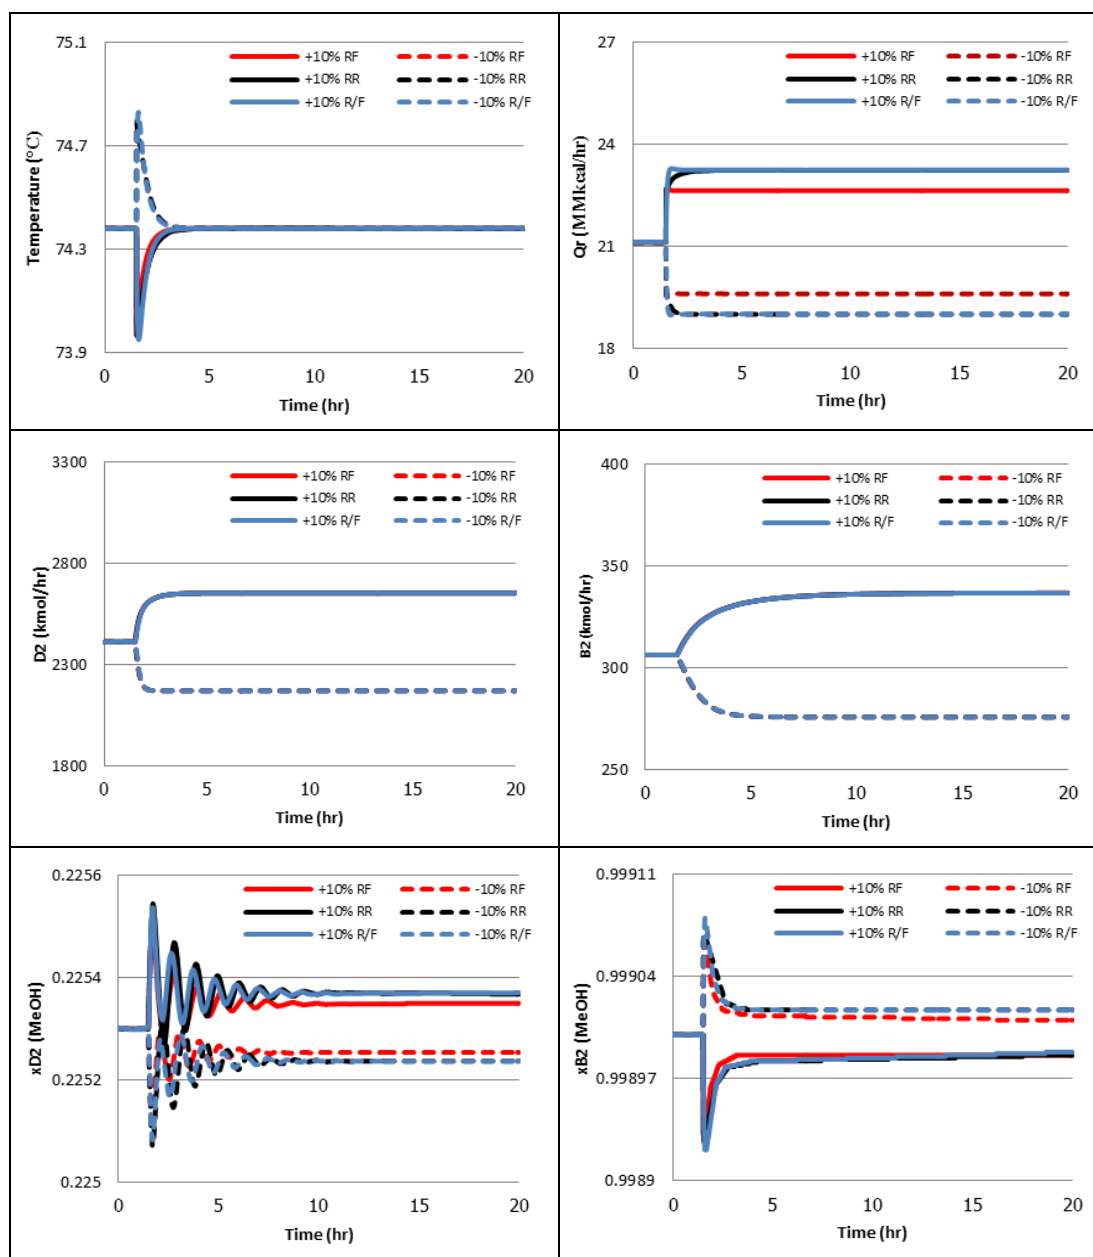 75.1
74.7
74.3
73.9
Temperature (°C)
+10% RF
-10% RF
+10% RR
-10% RR
+10% R/F
-10% R/F
0 5 10 15 20
Time (hr)
27
24
21
18
Qr (MMkcal/hr)
+10% RF
-10% RF
+10% RR
-10% RR
+10% R/F
-10% R/F
0 5 10 15 20
Time (hr)
3300
2800
2300
1800
D2 (kmol/hr)
+10% RF
-10% RF
+10% RR
-10% RR
+10% R/F
-10% R/F
0 5 10 15 20
Time (hr)
400
350
300
250
B2 (kmol/hr)
+10% RF
-10% RF
+10% RR
-10% RR
+10% R/F
-10% R/F
0 5 10 15 20
Time (hr)
0.2256
0.2254
0.2252
0.225
xD2 (MeOH)
+10% RF
-10% RF
+10% RR
-10% RR
+10% R/F
-10% R/F
0 5 10 15 20
Time (hr)
0.99911
0.99904
0.99897
0.9989
xB2 (MeOH)
+10% RF
-10% RF
+10% RR
-10% RR
+10% R/F
-10% R/F
0 5 10 15 20
Time (hr)